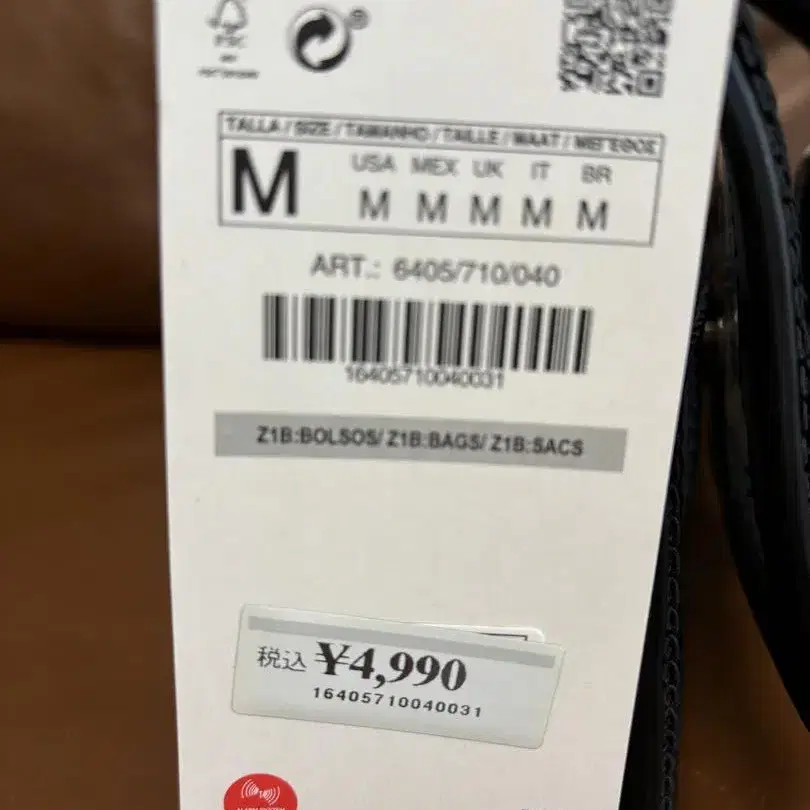 FSC
TALLA / SIZE / TAMANHO / TAILLE / MAAT / ΜΕΓΕΘΟΣ
M
USA MEX UK IT BR
M M M M M
ART.: 6405/710/040
16405710040031
Z1B:BOLSOS/ Z1B:BAGS/ Z1B:SACS
税込 ¥4,990
16405710040031